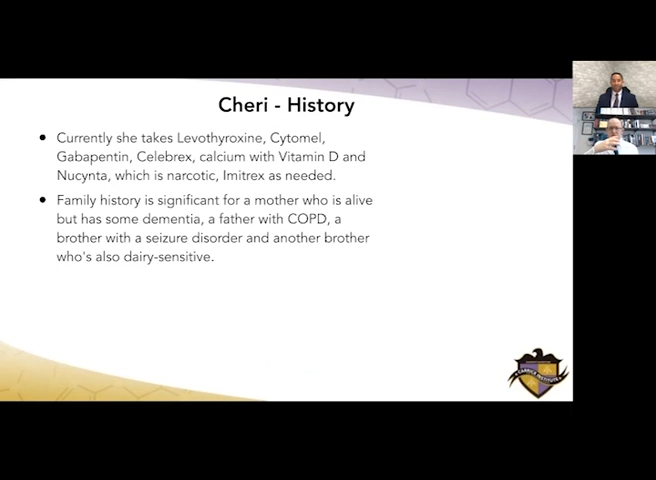 Cheri - History
• Currently she takes Levothyroxine, Cytomel,
Gabapentin, Celebrex, calcium with Vitamin D and
Nucynta, which is narcotic, Imitrex as needed.
• Family history is significant for a mother who is alive
but has some dementia, a father with COPD, a
brother with a seizure disorder and another brother
who's also dairy-sensitive.
CARRICK INSTITUTE